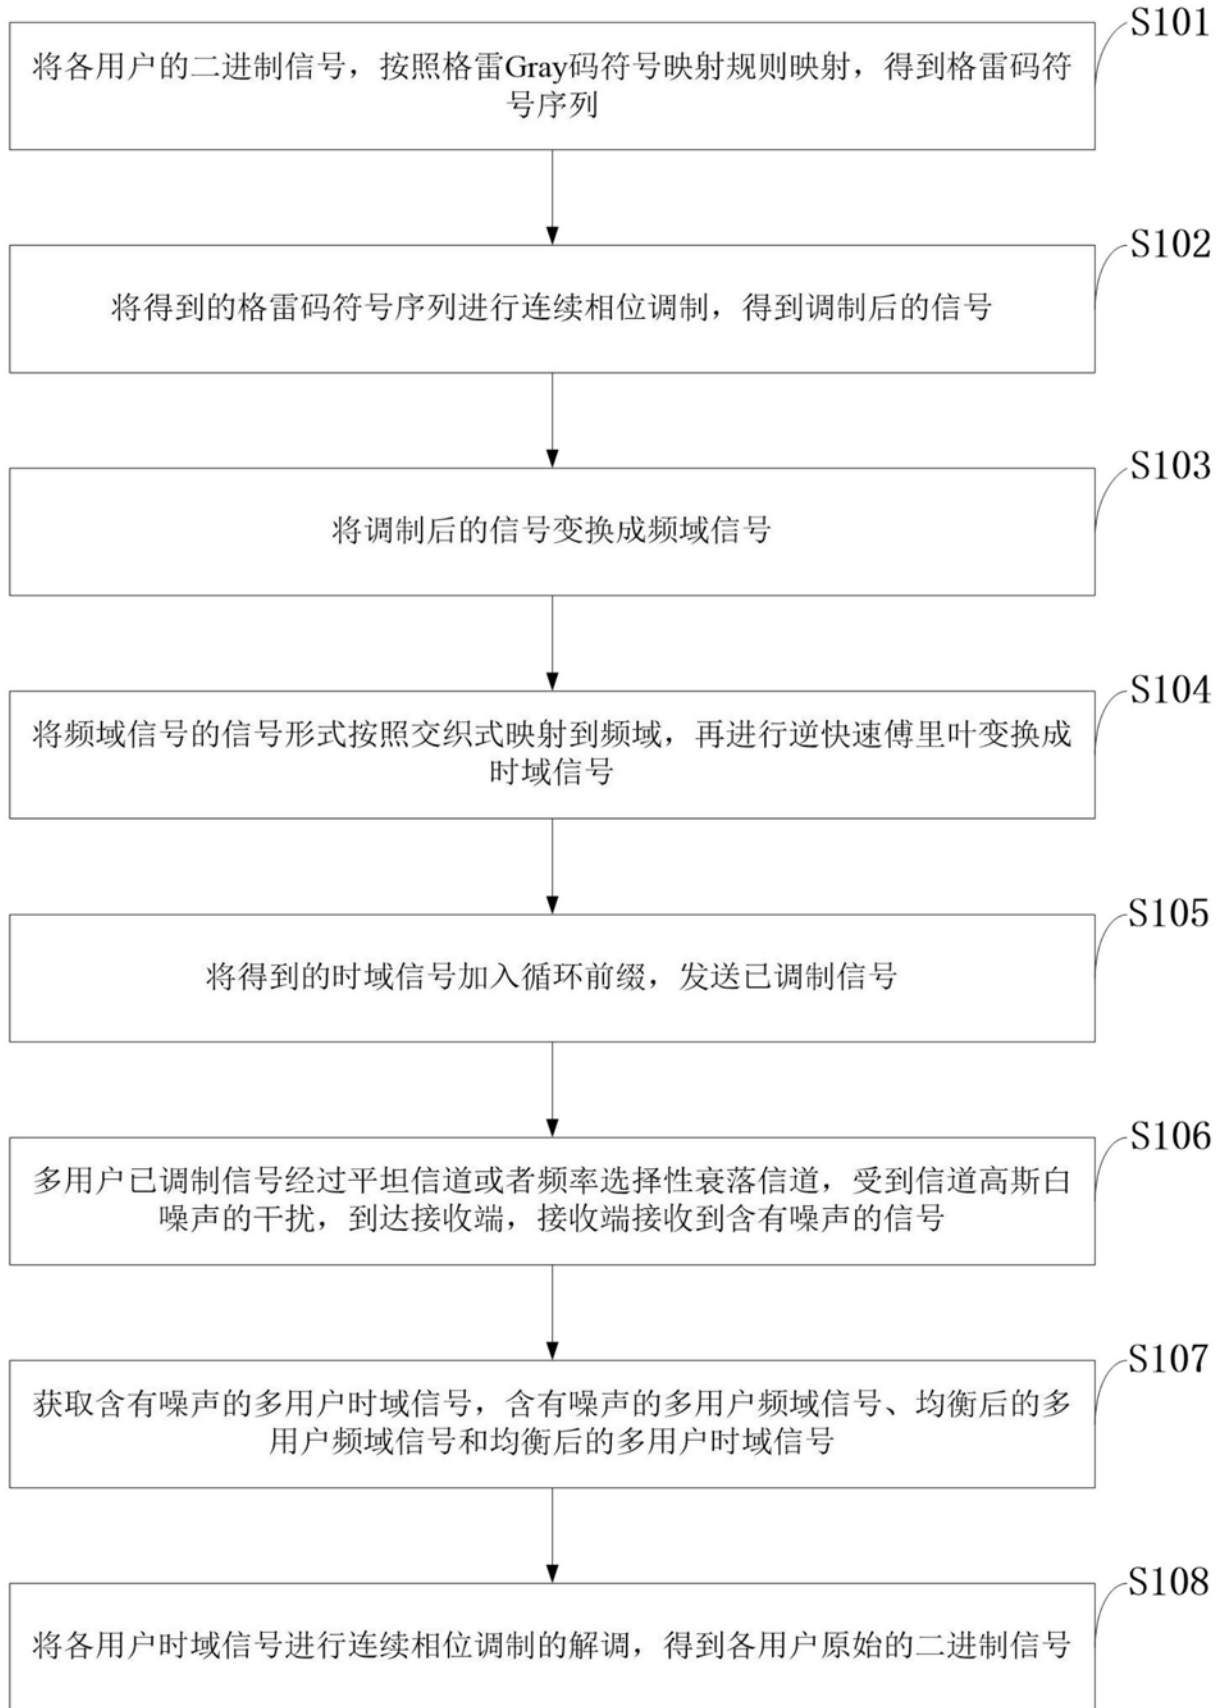 S101
将各用户的二进制信号，按照格雷Gray码符号映射规则映射，得到格雷码符
号序列
S102
将得到的格雷码符号序列进行连续相位调制，得到调制后的信号
S103
将调制后的信号变换成频域信号
S104
将频域信号的信号形式按照交织式映射到频域，再进行逆快速傅里叶变换成
时域信号
S105
将得到的时域信号加入循环前缀，发送已调制信号
S106
多用户已调制信号经过平坦信道或者频率选择性衰落信道，受到信道高斯白
噪声的干扰，到达接收端，接收端接收到含有噪声的信号
S107
获取含有噪声的多用户时域信号，含有噪声的多用户频域信号、均衡后的多
用户频域信号和均衡后的多用户时域信号
S108
将各用户时域信号进行连续相位调制的解调，得到各用户原始的二进制信号